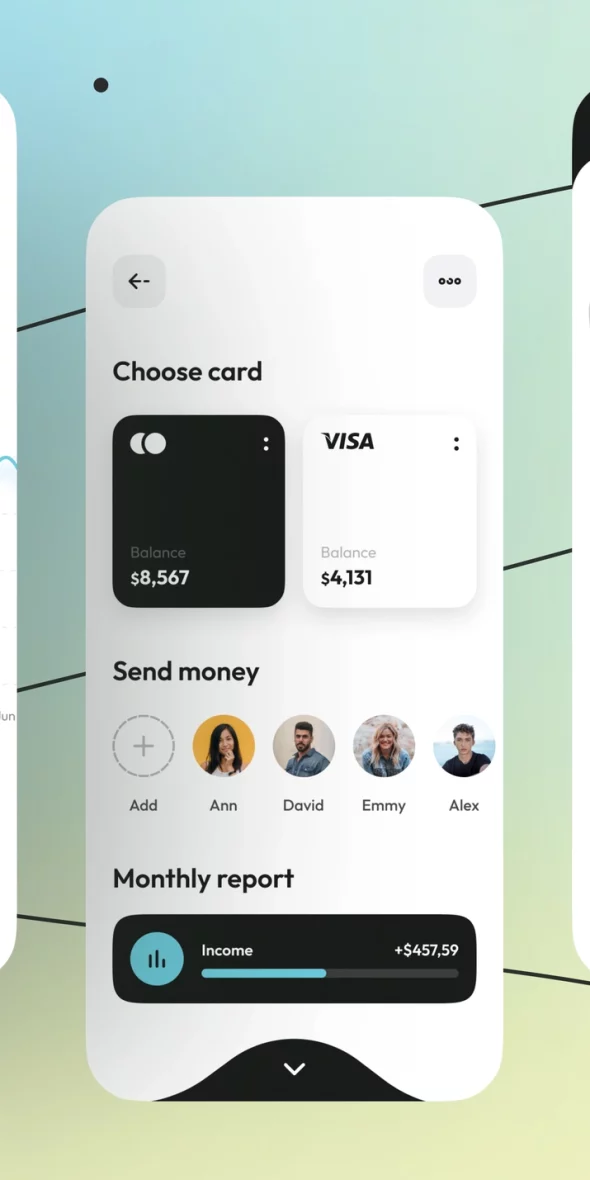 Choose card
VISA
Balance
$8,567
Balance
$4,131
Send money
Jun
Add
Ann
David
Emmy
Alex
Monthly report
Income
+$457,59